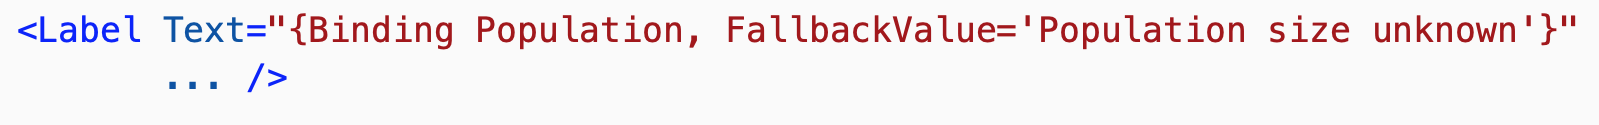 <Label Text="{Binding Population, FallbackValue='Population size unknown'}"
... />